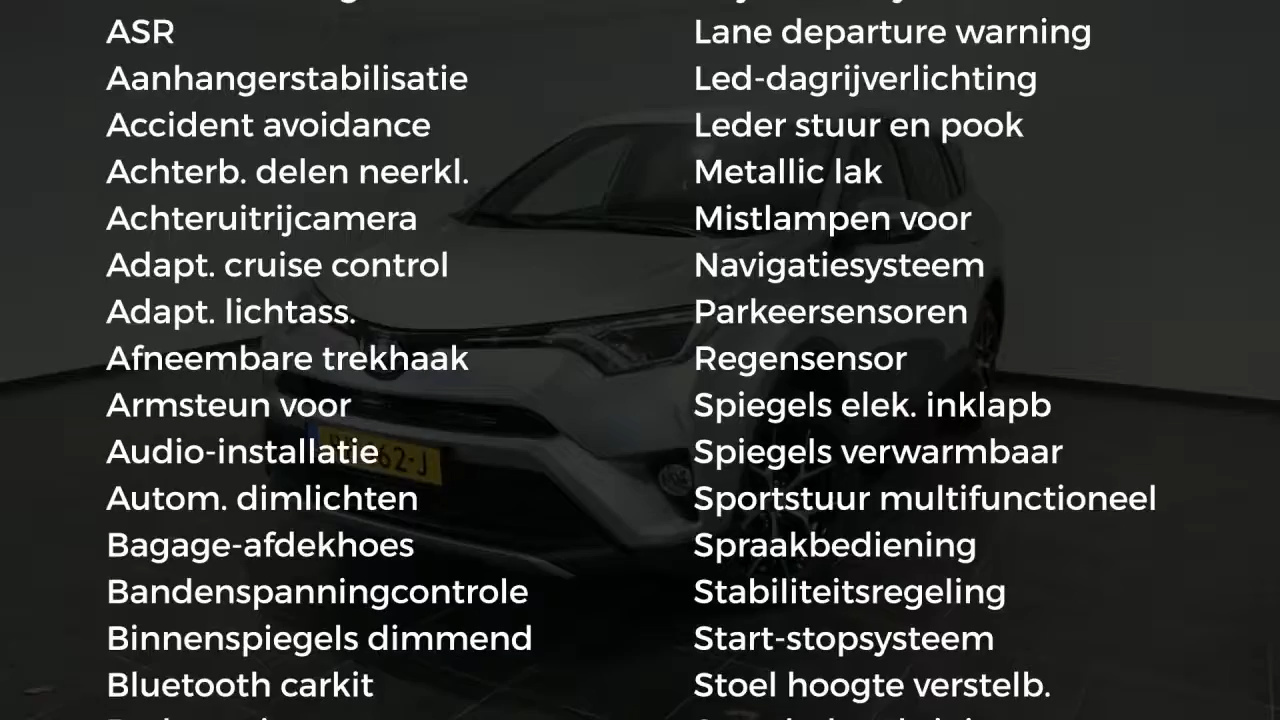 ASR
Aanhangerstabilisatie
Accident avoidance
Achterb. delen neerkl.
Achteruitrijcamera
Adapt. cruise control
Adapt. lichtass.
Afneembare trekhaak
Armsteun voor
Audio-installatie
Autom. dimlichten
Bagage-afdekhoes
Bandenspanningcontrole
Binnenspiegels dimmend
Bluetooth carkit
Lane departure warning
Led-dagrijverlichting
Leder stuur en pook
Metallic lak
Mistlampen voor
Navigatiesysteem
Parkeersensoren
Regensensor
Spiegels elek. inklapb
Spiegels verwarmbaar
Sportstuur multifunctioneel
Spraakbediening
Stabiliteitsregeling
Start-stopsysteem
Stoel hoogte verstelb.